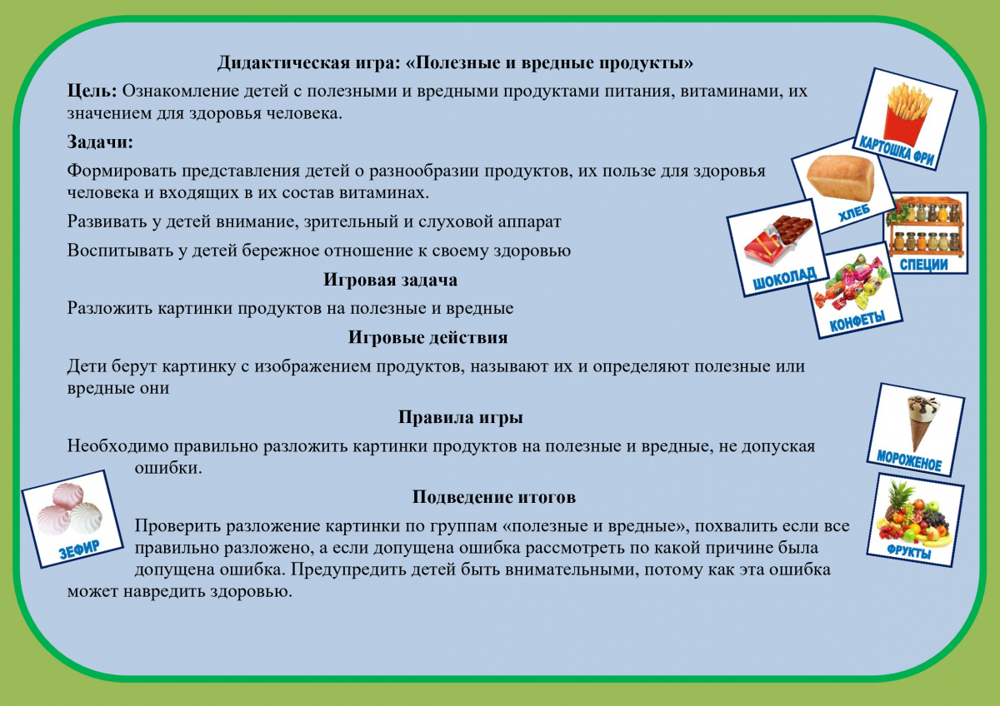 Дидактическая игра: «Полезные и вредные продукты»
Цель: Ознакомление детей с полезными и вредными продуктами питания, витаминами, их
значением для здоровья человека.
Задачи:
Формировать представления детей о разнообразии продуктов, их пользе для здоровья
человека и входящих в их состав витаминах.
Развивать у детей внимание, зрительный и слуховой аппарат
Воспитывать у детей бережное отношение к своему здоровью
Игровая задача
Разложить картинки продуктов на полезные и вредные
Игровые действия
Дети берут картинку с изображением продуктов, называют их и определяют полезные или
вредные они
Правила игры
Необходимо правильно разложить картинки продуктов на полезные и вредные, не допуская
ошибки.
Подведение итогов
Проверить разложение картинки по группам «полезные и вредные», похвалить если все
правильно разложено, а если допущена ошибка рассмотреть по какой причине была
допущена ошибка. Предупредить детей быть внимательными, потому как эта ошибка
может навредить здоровью.
КАРТОШКА ФРИ
ХЛЕБ
СПЕЦИИ
ШОКОЛАД
КОНФЕТЫ
МОРОЖЕНОЕ
ФРУКТЫ
ЗЕФИР